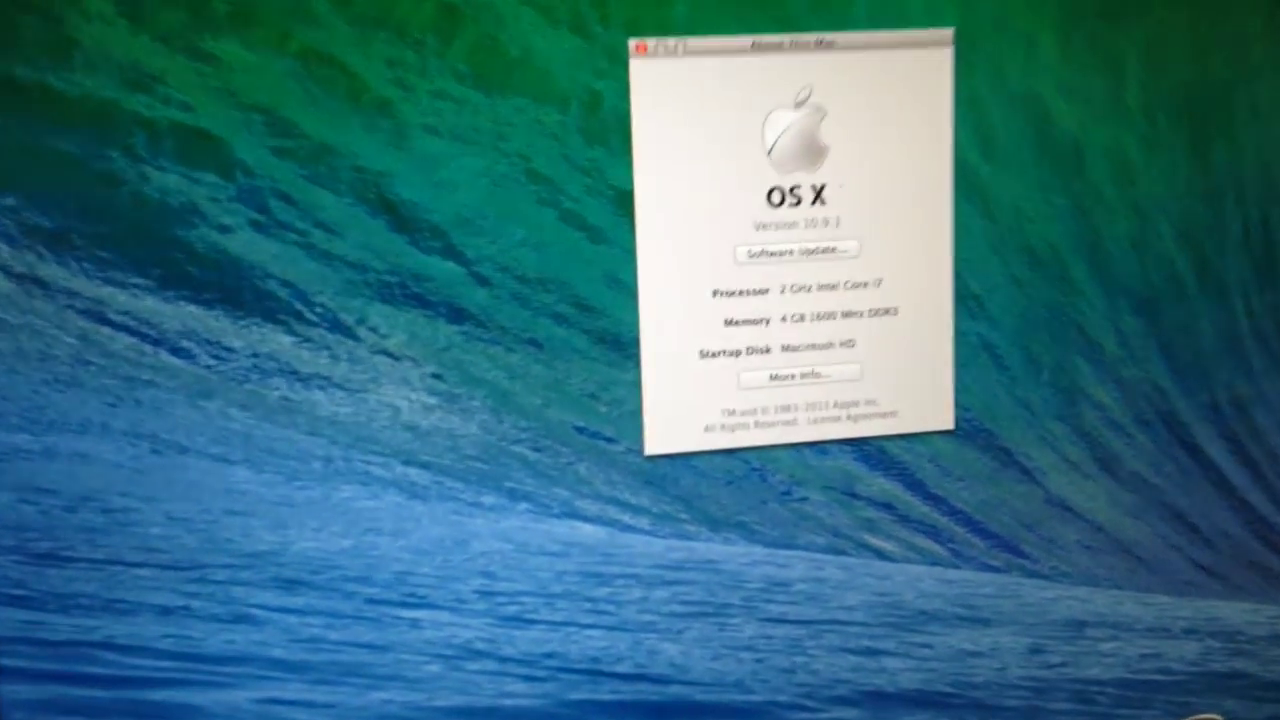 About This Mac
OS X
Version 10.9.1
Software Update...
Processor 2 GHz Intel Core i7
Memory 4 GB 1600 MHz DDR3
Startup Disk Macintosh HD
More Info...
TM and © 1983-2013 Apple Inc.
All Rights Reserved. License Agreement